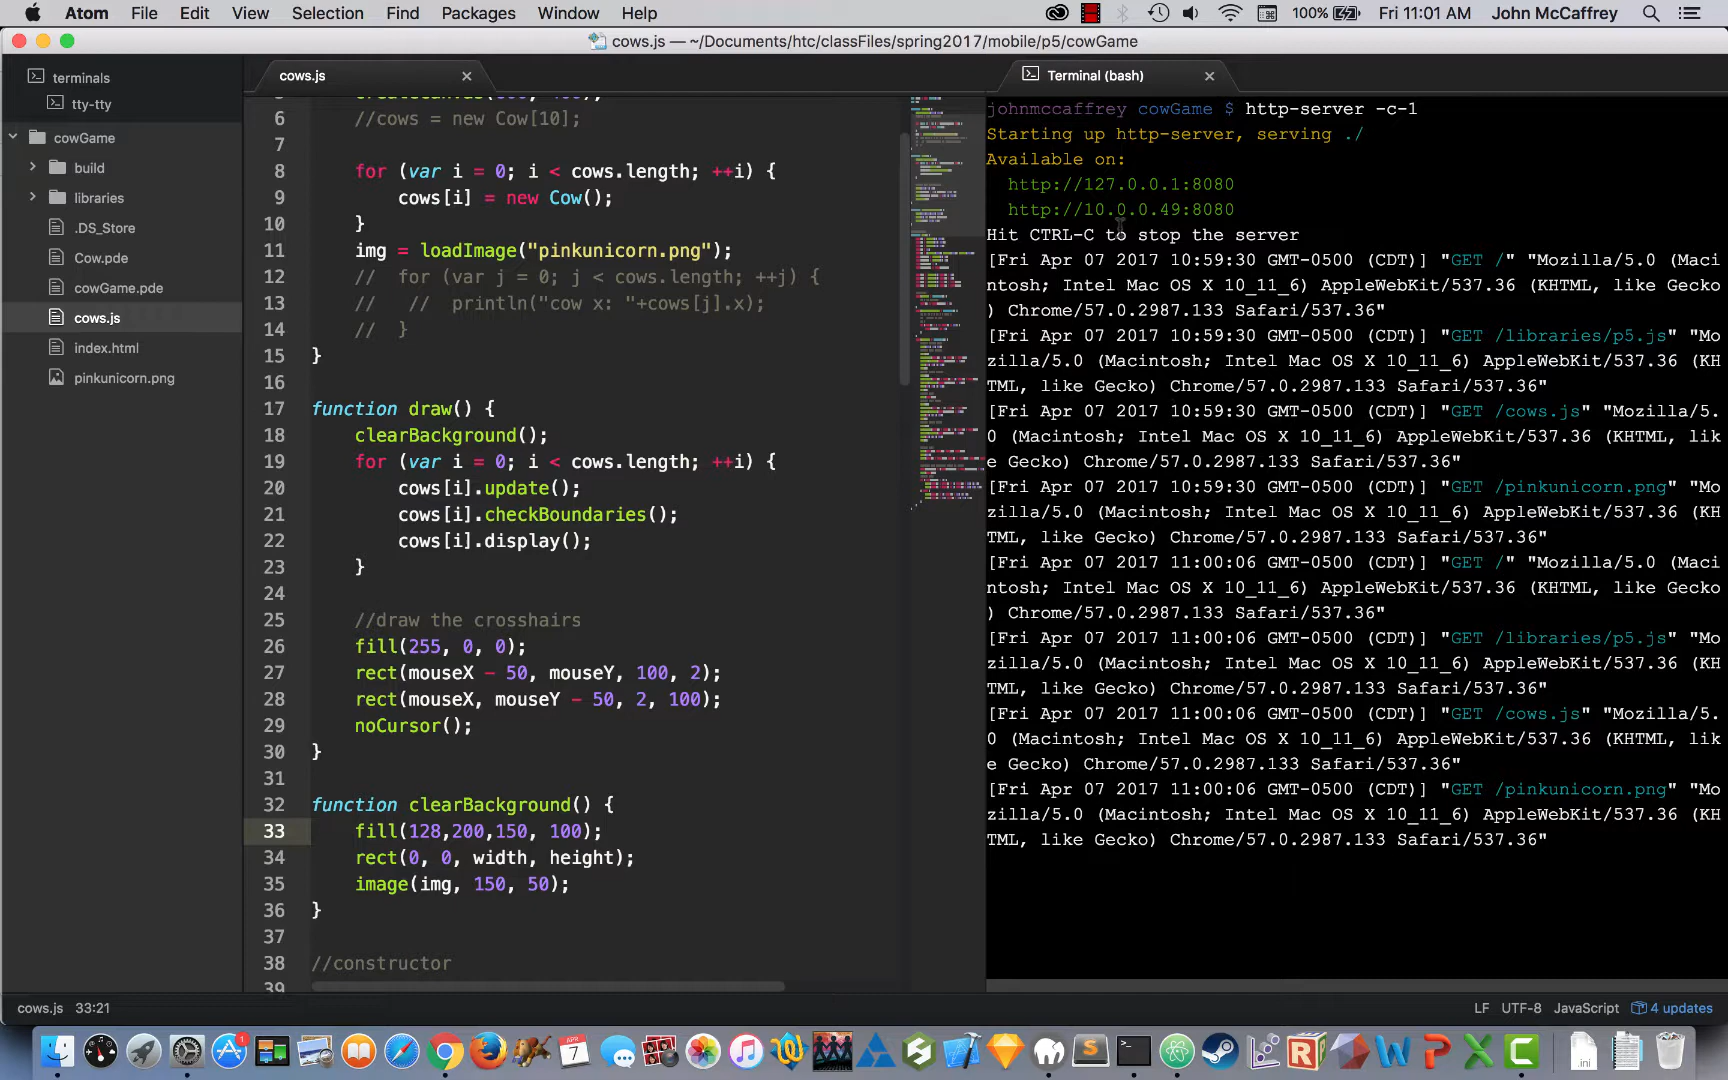 Atom File Edit View Selection Find Packages Window Help 100% Fri 11:01 AM John McCaffrey
cows.js — ~/Documents/htc/classFiles/spring2017/mobile/p5/cowGame
terminals
tty-tty
cowGame
build
libraries
.DS_Store
Cow.pde
cowGame.pde
cows.js
index.html
pinkunicorn.png
cows.js
6 //cows = new Cow[10];
7
8 for (var i = 0; i < cows.length; ++i) {
9 cows[i] = new Cow();
10 }
11 img = loadImage("pinkunicorn.png");
12 // for (var j = 0; j < cows.length; ++j) {
13 // // println("cow x: "+cows[j].x);
14 // }
15 }
16
17 function draw() {
18 clearBackground();
19 for (var i = 0; i < cows.length; ++i) {
20 cows[i].update();
21 cows[i].checkBoundaries();
22 cows[i].display();
23 }
24
25 //draw the crosshairs
26 fill(255, 0, 0);
27 rect(mouseX - 50, mouseY, 100, 2);
28 rect(mouseX, mouseY - 50, 2, 100);
29 noCursor();
30 }
31
32 function clearBackground() {
33 fill(128,200,150, 100);
34 rect(0, 0, width, height);
35 image(img, 150, 50);
36 }
37
38 //constructor
39
Terminal (bash)
johnmccaffrey cowGame $ http-server -c-1
Starting up http-server, serving ./
Available on:
http://127.0.0.1:8080
http://10.0.0.49:8080
Hit CTRL-C to stop the server
[Fri Apr 07 2017 10:59:30 GMT-0500 (CDT)] "GET /" "Mozilla/5.0 (Maci
ntosh; Intel Mac OS X 10_11_6) AppleWebKit/537.36 (KHTML, like Gecko
) Chrome/57.0.2987.133 Safari/537.36"
[Fri Apr 07 2017 10:59:30 GMT-0500 (CDT)] "GET /libraries/p5.js" "Mo
zilla/5.0 (Macintosh; Intel Mac OS X 10_11_6) AppleWebKit/537.36 (KH
TML, like Gecko) Chrome/57.0.2987.133 Safari/537.36"
[Fri Apr 07 2017 10:59:30 GMT-0500 (CDT)] "GET /cows.js" "Mozilla/5.
0 (Macintosh; Intel Mac OS X 10_11_6) AppleWebKit/537.36 (KHTML, lik
e Gecko) Chrome/57.0.2987.133 Safari/537.36"
[Fri Apr 07 2017 10:59:30 GMT-0500 (CDT)] "GET /pinkunicorn.png" "Mo
zilla/5.0 (Macintosh; Intel Mac OS X 10_11_6) AppleWebKit/537.36 (KH
TML, like Gecko) Chrome/57.0.2987.133 Safari/537.36"
[Fri Apr 07 2017 11:00:06 GMT-0500 (CDT)] "GET /" "Mozilla/5.0 (Maci
ntosh; Intel Mac OS X 10_11_6) AppleWebKit/537.36 (KHTML, like Gecko
) Chrome/57.0.2987.133 Safari/537.36"
[Fri Apr 07 2017 11:00:06 GMT-0500 (CDT)] "GET /libraries/p5.js" "Mo
zilla/5.0 (Macintosh; Intel Mac OS X 10_11_6) AppleWebKit/537.36 (KH
TML, like Gecko) Chrome/57.0.2987.133 Safari/537.36"
[Fri Apr 07 2017 11:00:06 GMT-0500 (CDT)] "GET /cows.js" "Mozilla/5.
0 (Macintosh; Intel Mac OS X 10_11_6) AppleWebKit/537.36 (KHTML, lik
e Gecko) Chrome/57.0.2987.133 Safari/537.36"
[Fri Apr 07 2017 11:00:06 GMT-0500 (CDT)] "GET /pinkunicorn.png" "Mo
zilla/5.0 (Macintosh; Intel Mac OS X 10_11_6) AppleWebKit/537.36 (KH
TML, like Gecko) Chrome/57.0.2987.133 Safari/537.36"
cows.js 33:21 LF UTF-8 JavaScript 4 updates